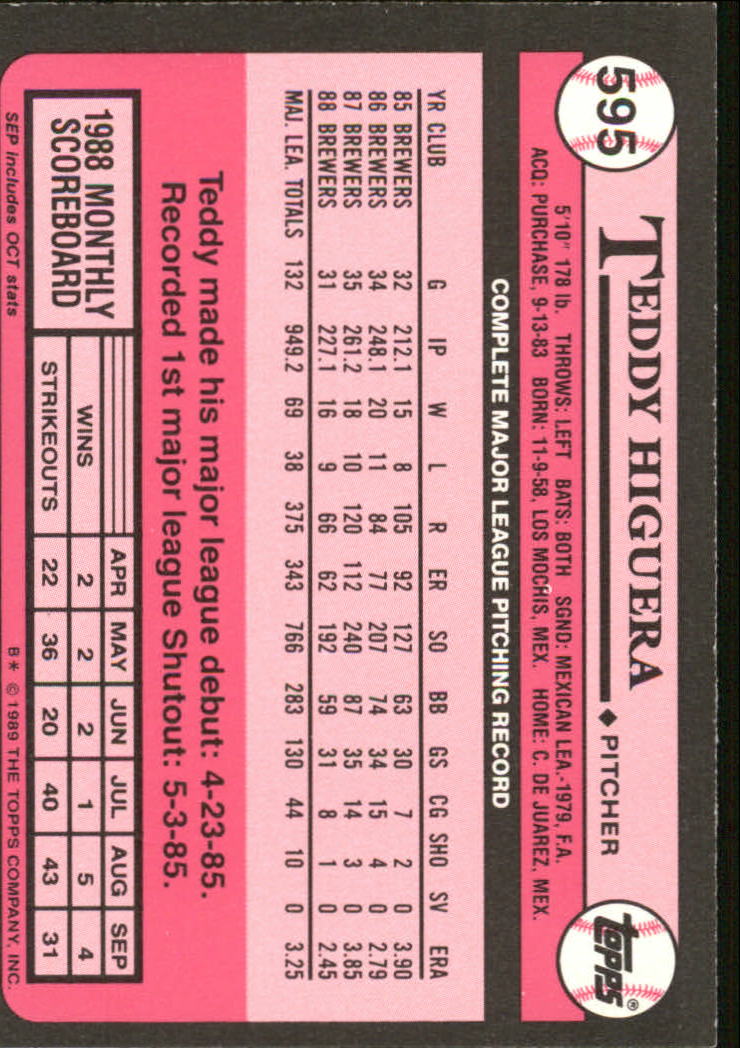 595
TEDDY HIGUERA ♦ PITCHER
topps®
5'10" 178 lb. THROWS: LEFT BATS: BOTH SGND: MEXICAN LEA.-1979, F.A.
ACQ: PURCHASE, 9-13-83 BORN: 11-9-58, LOS MOCHIS, MEX. HOME: C. DE JUAREZ, MEX.
COMPLETE MAJOR LEAGUE PITCHING RECORD
YR CLUB G IP W L R ER SO BB GS CG SHO SV ERA
85 BREWERS 32 212.1 15 8 105 92 127 63 30 7 2 0 3.90
86 BREWERS 34 248.1 20 11 84 77 207 74 34 15 4 0 2.79
87 BREWERS 35 261.2 18 10 120 112 240 87 35 14 3 0 3.85
88 BREWERS 31 227.1 16 9 66 62 192 59 31 8 1 0 2.45
MAJ. LEA. TOTALS 132 949.2 69 38 375 343 766 283 130 44 10 0 3.25
Teddy made his major league debut: 4-23-85.
Recorded 1st major league Shutout: 5-3-85.
1988 MONTHLY
SCOREBOARD
APR MAY JUN JUL AUG SEP
WINS 2 2 2 1 5 4
STRIKEOUTS 22 36 20 40 43 31
SEP includes OCT stats
B* © 1989 THE TOPPS COMPANY, INC.